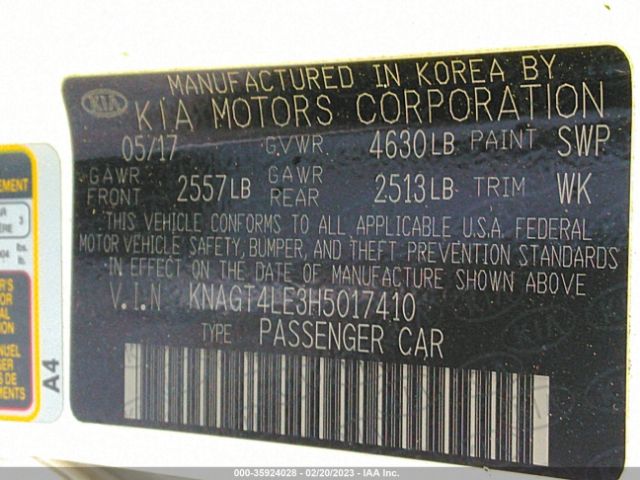 MANUFACTURED IN KOREA BY
KIA KIA MOTORS CORPORATION
05/17 GVWR 4630LB PAINT SWP
GAWR FRONT 2557LB GAWR REAR 2513LB TRIM WK
THIS VEHICLE CONFORMS TO ALL APPLICABLE U.S.A. FEDERAL
MOTOR VEHICLE SAFETY, BUMPER, AND THEFT PREVENTION STANDARDS
IN EFFECT ON THE DATE OF MANUFACTURE SHOWN ABOVE
V.I.N KNAGT4LE3H5017410
TYPE PASSENGER CAR
A4
000-35924028 - 02/20/2023 - IAA Inc.